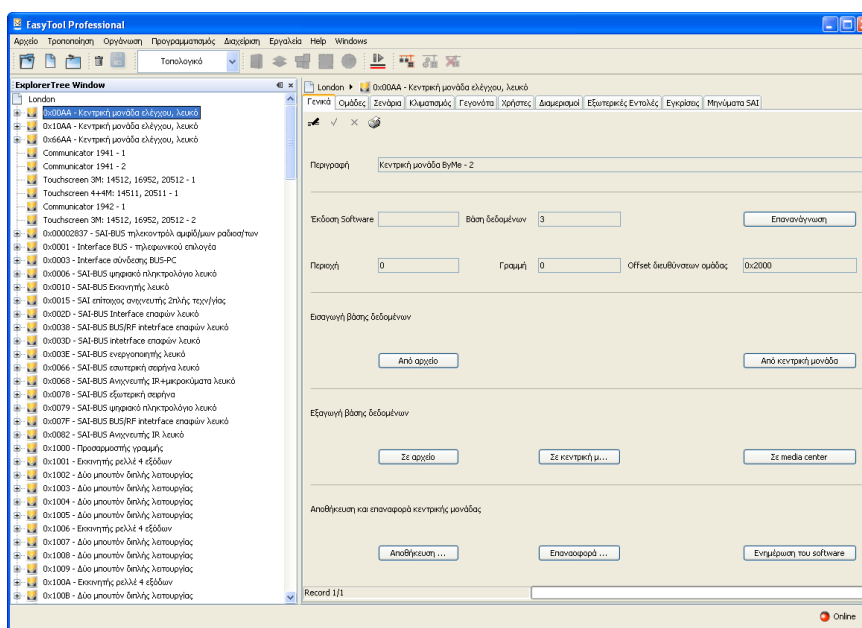 EasyTool Professional
Αρχείο Τροποποίηση Οργάνωση Προγραμματισμός Διαχείριση Εργαλεία Help Windows
Τοπολογικό
ExplorerTree Window
London
0x00AA - Κεντρική μονάδα ελέγχου, λευκό
0x10AA - Κεντρική μονάδα ελέγχου, λευκό
0x66AA - Κεντρική μονάδα ελέγχου, λευκό
Communicator 1941 - 1
Communicator 1941 - 2
Touchscreen 3M: 14512, 16952, 20512 - 1
Touchscreen 4+4M: 14511, 20511 - 1
Communicator 1942 - 1
Touchscreen 3M: 14512, 16952, 20512 - 2
0x00002837 - SAI-BUS τηλεκοντρόλ αμφίδ/μων ραδιοσ/των
0x0001 - Interface BUS - τηλεφωνικού επιλογέα
0x0003 - Interface σύνδεσης BUS-PC
0x0006 - SAI-BUS ψηφιακό πληκτρολόγιο λευκό
0x0010 - SAI-BUS Εκκινητής λευκό
0x0015 - SAI επίτοιχος ανιχνευτής 2πλής τεχν/γίας
0x002D - SAI-BUS Interface επαφών λευκό
0x0038 - SAI-BUS BUS/RF intetrface επαφών λευκό
0x003D - SAI-BUS intetrface επαφών λευκό
0x003E - SAI-BUS ενεργοποιητής λευκό
0x0066 - SAI-BUS εσωτερική σειρήνα λευκό
0x0068 - SAI-BUS Ανιχνευτής IR+μικροκύματα λευκό
0x0078 - SAI-BUS εξωτερική σειρήνα
0x0079 - SAI-BUS ψηφιακό πληκτρολόγιο λευκό
0x007F - SAI-BUS BUS/RF intetrface επαφών λευκό
0x0082 - SAI-BUS Ανιχνευτής IR λευκό
0x1000 - Προσαρμοστής γραμμής
0x1001 - Εκκινητής ρελλέ 4 εξόδων
0x1002 - Δύο μπουτόν διπλής λειτουργίας
0x1003 - Δύο μπουτόν διπλής λειτουργίας
0x1004 - Δύο μπουτόν διπλής λειτουργίας
0x1005 - Δύο μπουτόν διπλής λειτουργίας
0x1006 - Εκκινητής ρελλέ 4 εξόδων
0x1007 - Δύο μπουτόν διπλής λειτουργίας
0x1008 - Δύο μπουτόν διπλής λειτουργίας
0x1009 - Δύο μπουτόν διπλής λειτουργίας
0x100A - Εκκινητής ρελλέ 4 εξόδων
0x100B - Δύο μπουτόν διπλής λειτουργίας
London 0x00AA - Κεντρική μονάδα ελέγχου, λευκό
Γενικά Ομάδες Σενάρια Κλιματισμός Γεγονότα Χρήστες Διαμερισμοί Εξωτερικές Εντολές Εγκρίσεις Μηνύματα SAI
Περιγραφή Κεντρική μονάδα ByMe - 2
Έκδοση Software Βάση δεδομένων 3 Επανανάγνωση
Περιοχή 0 Γραμμή 0 Offset διευθύνσεων ομάδας 0x2000
Εισαγωγή βάσης δεδομένων
Από αρχείο Από κεντρική μονάδα
Εξαγωγή βάσης δεδομένων
Σε αρχείο Σε κεντρική μ... Σε media center
Αποθήκευση και επαναφορά κεντρικής μονάδας
Αποθήκευση ... Επαναοφορά ... Ενημέρωση του software
Record 1/1
Online